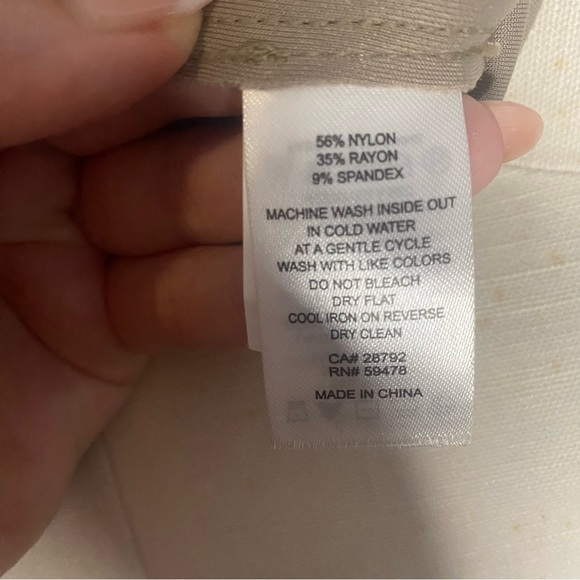 56% NYLON
35% RAYON
9% SPANDEX
MACHINE WASH INSIDE OUT
IN COLD WATER
AT A GENTLE CYCLE
WASH WITH LIKE COLORS
DO NOT BLEACH
DRY FLAT
COOL IRON ON REVERSE
DRY CLEAN
CA# 28792
RN# 59478
MADE IN CHINA